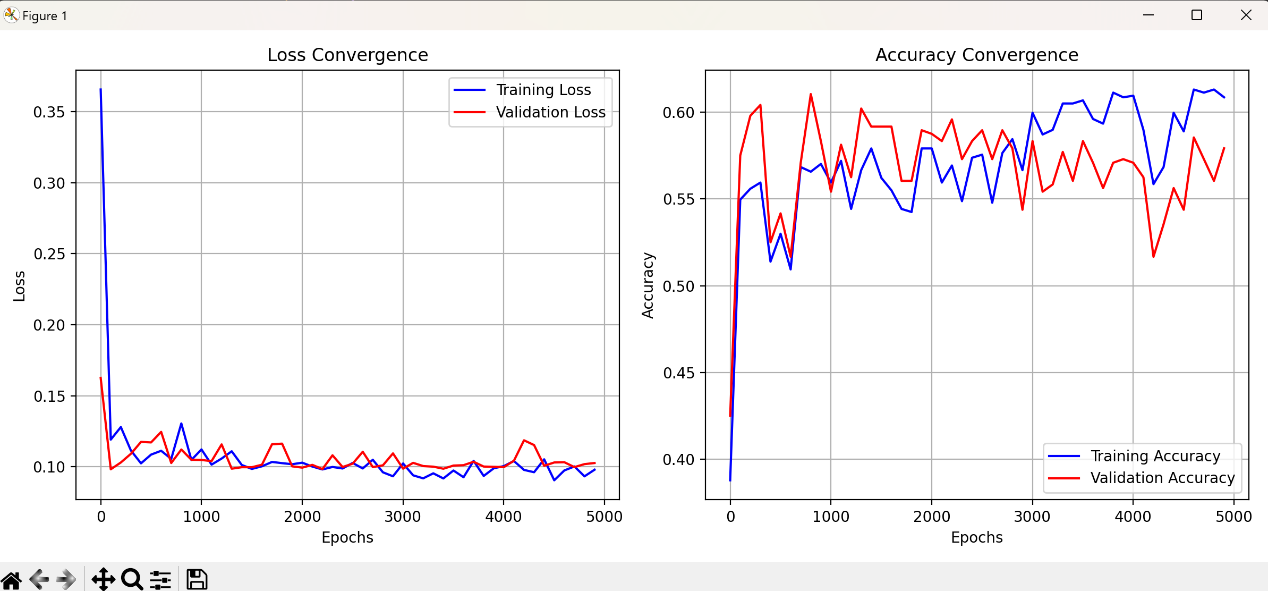 Figure 1
Loss Convergence
Training Loss
Validation Loss
0.35
0.30
0.25
0.20
0.15
0.10
Loss
0 1000 2000 3000 4000 5000
Epochs
Accuracy Convergence
0.60
0.55
0.50
0.45
0.40
Accuracy
Training Accuracy
Validation Accuracy
0 1000 2000 3000 4000 5000
Epochs